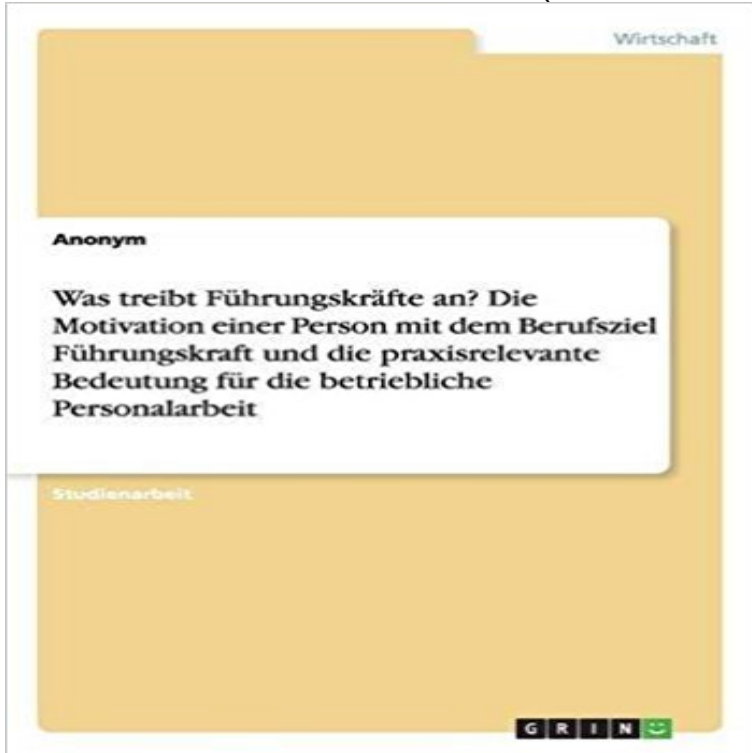 Wirtschaft
Anonym
Was treibt Führungskräfte an? Die
Motivation einer Person mit dem Berufsziel
Führungskraft und die praxisrelevante
Bedeutung für die betriebliche
Personalarbeit
Studienarbeit
GRIN